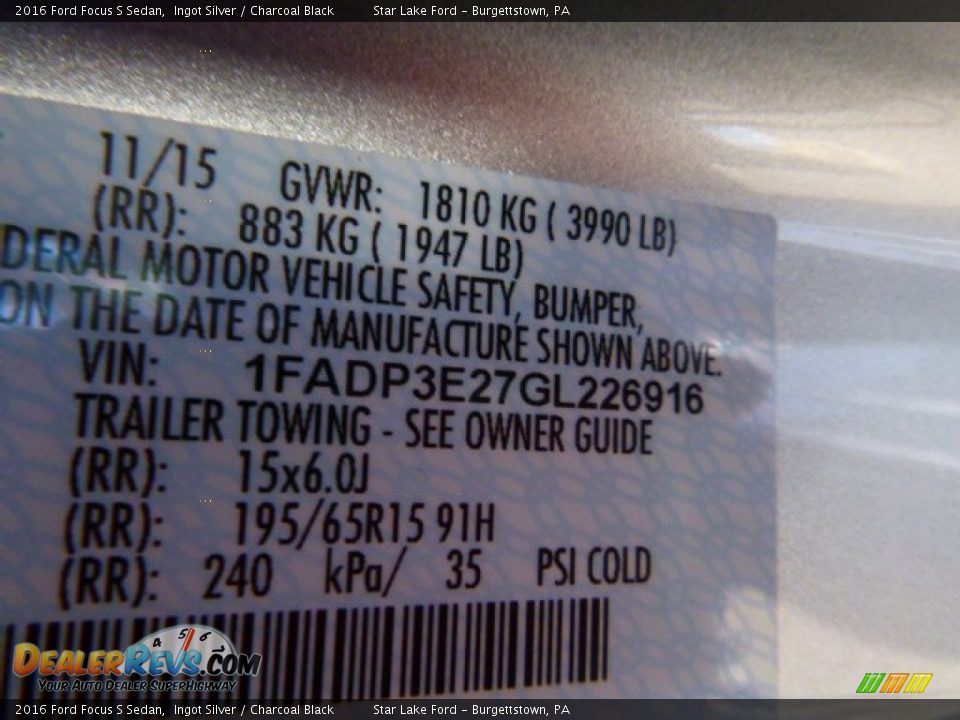 2016 Ford Focus S Sedan, Ingot Silver / Charcoal Black Star Lake Ford - Burgettstown, PA
11/15 GVWR: 1810 KG ( 3990 LB)
(RR): 883 KG ( 1947 LB)
DERAL MOTOR VEHICLE SAFETY, BUMPER,
ON THE DATE OF MANUFACTURE SHOWN ABOVE.
VIN: 1FADP3E27GL226916
TRAILER TOWING - SEE OWNER GUIDE
(RR): 15x6.0J
(RR): 195/65R15 91H
(RR): 240 kPa/ 35 PSI COLD
4 5 6
DEALERREVS.COM
YOUR AUTO DEALER SUPERHIGHWAY
2016 Ford Focus S Sedan, Ingot Silver / Charcoal Black Star Lake Ford - Burgettstown, PA